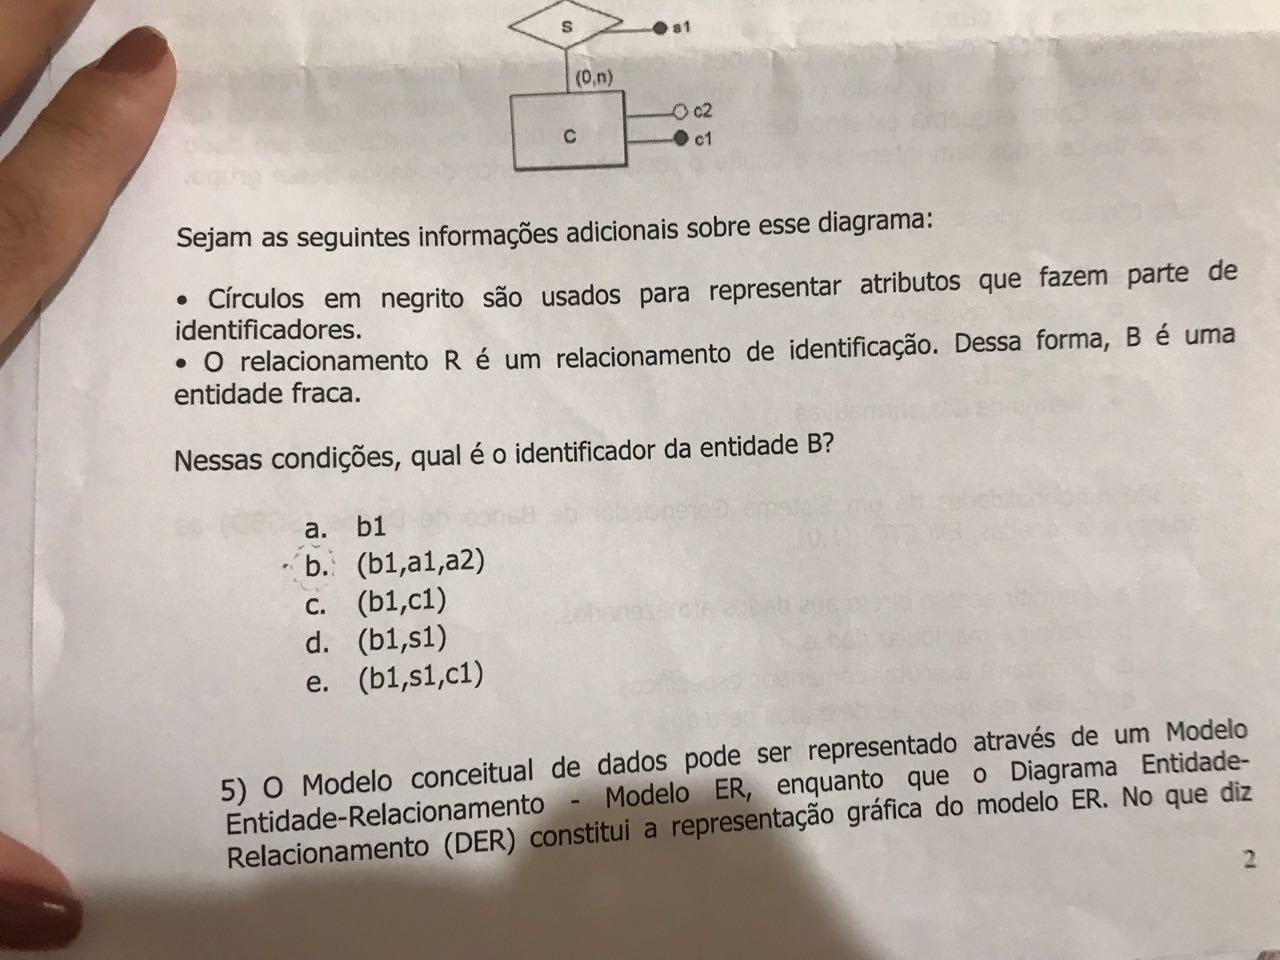 S
s1
(0,n)
c2
C
c1
Sejam as seguintes informações adicionais sobre esse diagrama:
• Círculos em negrito são usados para representar atributos que fazem parte de
identificadores.
• O relacionamento R é um relacionamento de identificação. Dessa forma, B é uma
entidade fraca.
Nessas condições, qual é o identificador da entidade B?
a. b1
b. (b1,a1,a2)
c. (b1,c1)
d. (b1,s1)
e. (b1,s1,c1)
5) O Modelo conceitual de dados pode ser representado através de um Modelo
Entidade-Relacionamento - Modelo ER, enquanto que o Diagrama Entidade-
Relacionamento (DER) constitui a representação gráfica do modelo ER. No que diz
2